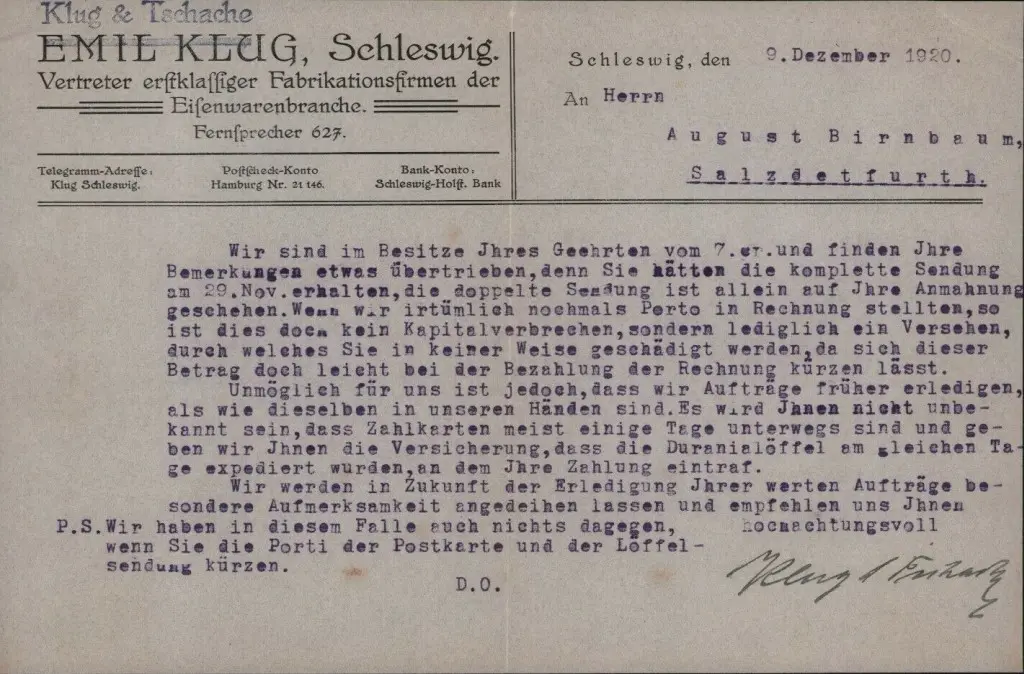 Klug & Tschache
EMIL KLUG, Schleswig.
Vertreter erstklassiger Fabrikationsfirmen der
Eisenwarenbranche.
Fernsprecher 627.
Telegramm-Adresse:
Klug Schleswig.
Postscheck-Konto
Hamburg Nr. 21 146.
Bank-Konto:
Schleswig-Holst. Bank
Schleswig, den 9.Dezember 1920.
An Herrn
August Birnbaum,
Salzdetfurth.
Wir sind im Besitze Jhres Geehrten vom 7.cr.und finden Jhre
Bemerkungen etwas übertrieben,denn Sie hätten die komplette Sendung
am 29.Nov.erhalten,die doppelte Sendung ist allein auf Jhre Anmahnung
geschehen.Wenn wir irtümlich nochmals Porto in Rechnung stellten,so
ist dies doch kein Kapitalverbrechen,sondern lediglich ein Versehen,
durch welches Sie in keiner Weise geschädigt werden,da sich dieser
Betrag doch leicht bei der Bezahlung der Rechnung kürzen lässt.
Unmöglich für uns ist jedoch,dass wir Aufträge früher erledigen,
als wie dieselben in unseren Händen sind.Es wird Jhnen nicht unbe-
kannt sein,dass Zahlkarten meist einige Tage unterwegs sind und ge-
ben wir Jhnen die Versicherung,dass die Duranialöffel am gleichen Ta-
ge expediert wurden,an dem Jhre Zahlung eintraf.
Wir werden in Zukunft der Erledigung Jhrer werten Aufträge be-
sondere Aufmerksamkeit angedeihen lassen und empfehlen uns Jhnen
hochachtungsvoll
P.S.Wir haben in diesem Falle auch nichts dagegen,
wenn Sie die Porti der Postkarte und der Löffel-
sendung kürzen.
D.O.
Klug & Tschache